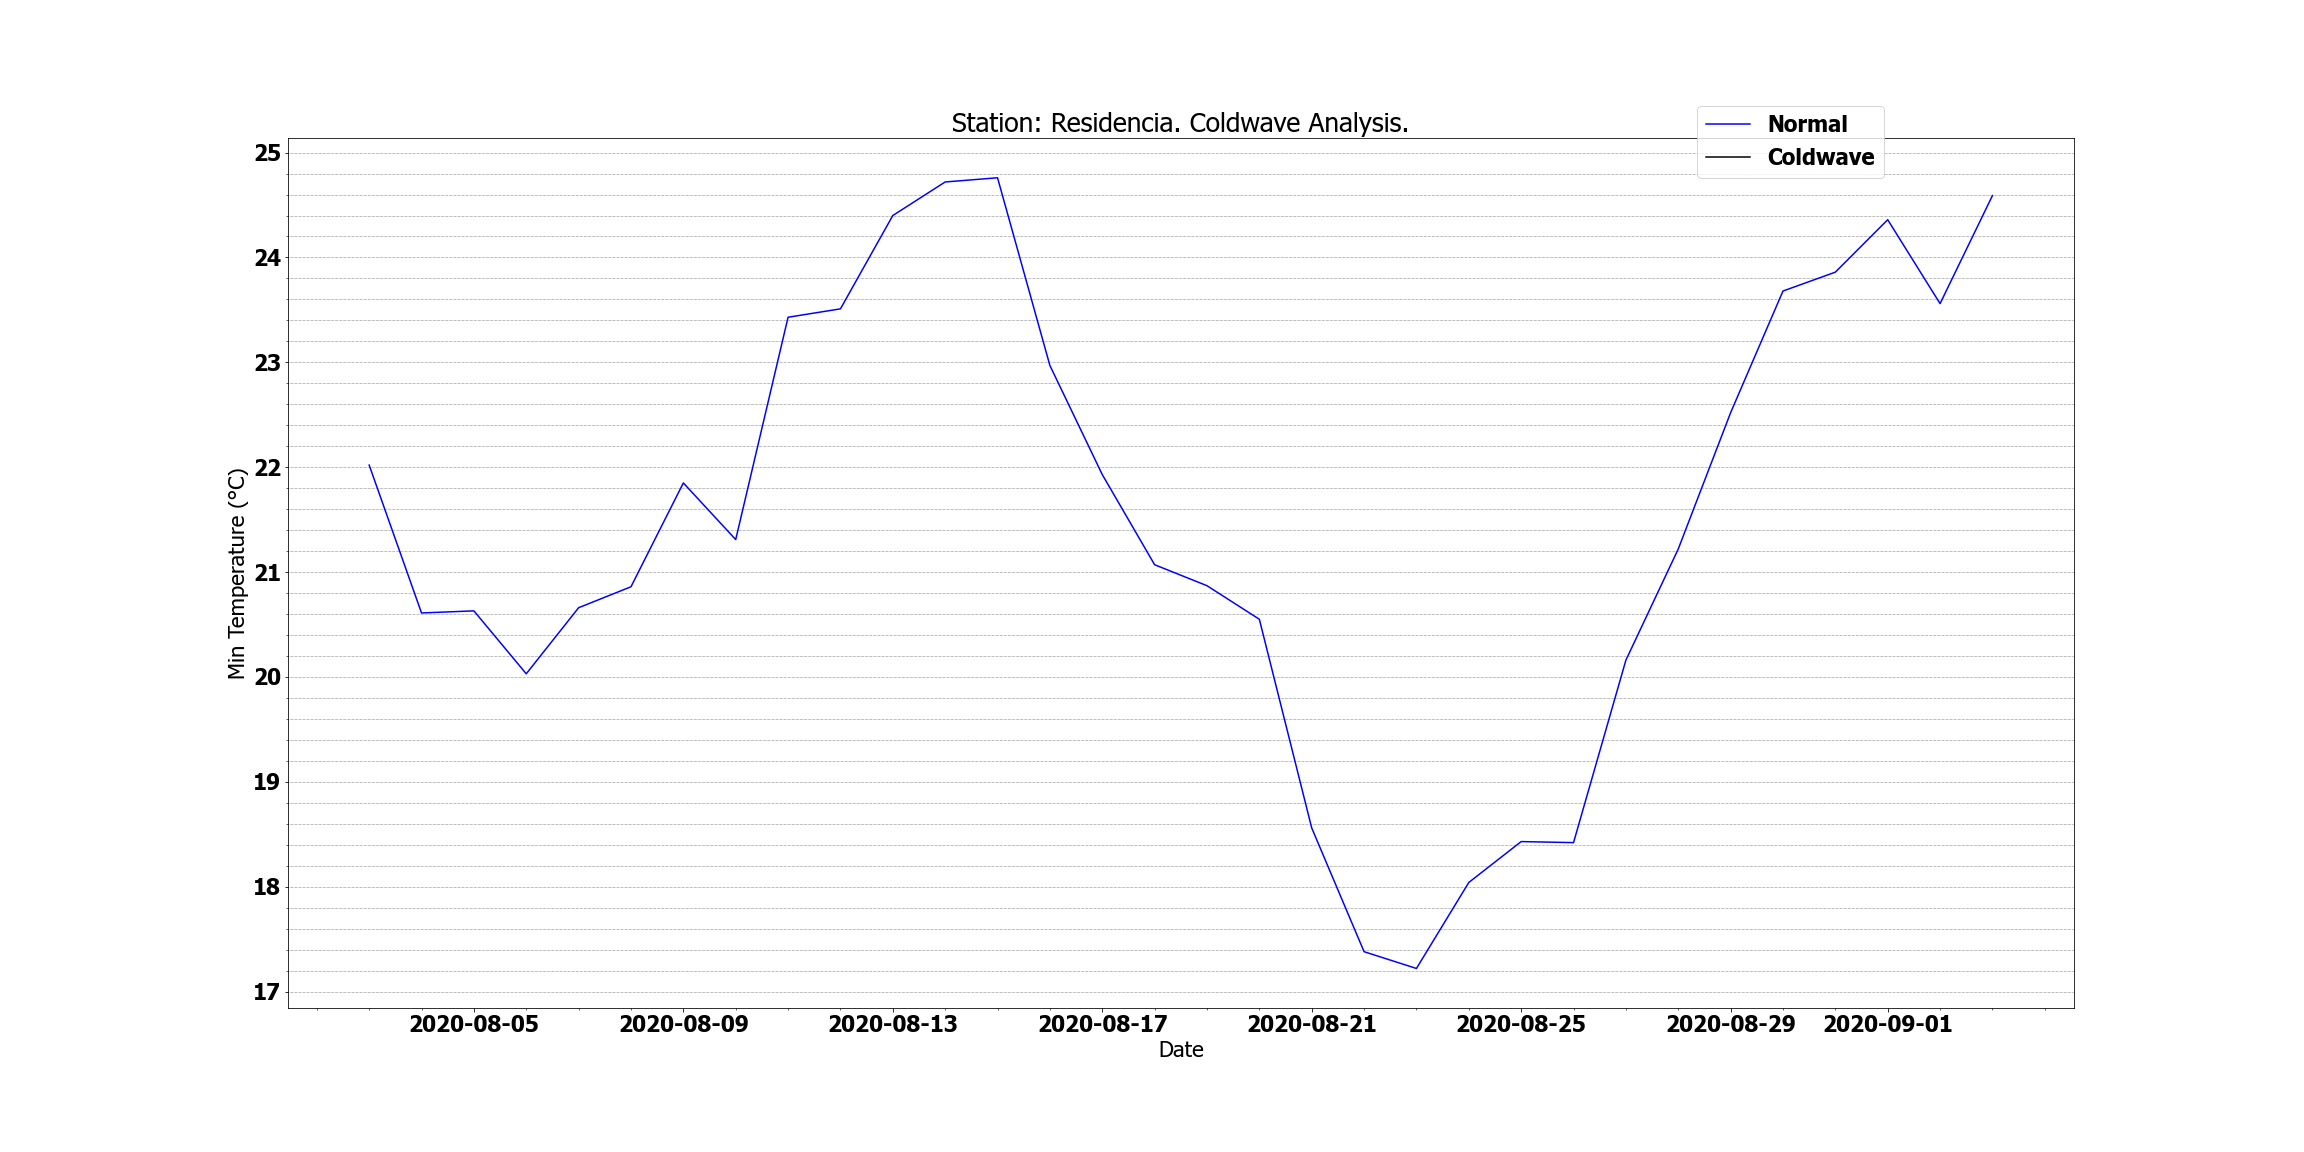 Station: Residencia. Coldwave Analysis.
Normal
Coldwave
25
24
23
22
21
20
19
18
17
Min Temperature (°C)
2020-08-05 2020-08-09 2020-08-13 2020-08-17 2020-08-21 2020-08-25 2020-08-29 2020-09-01
Date